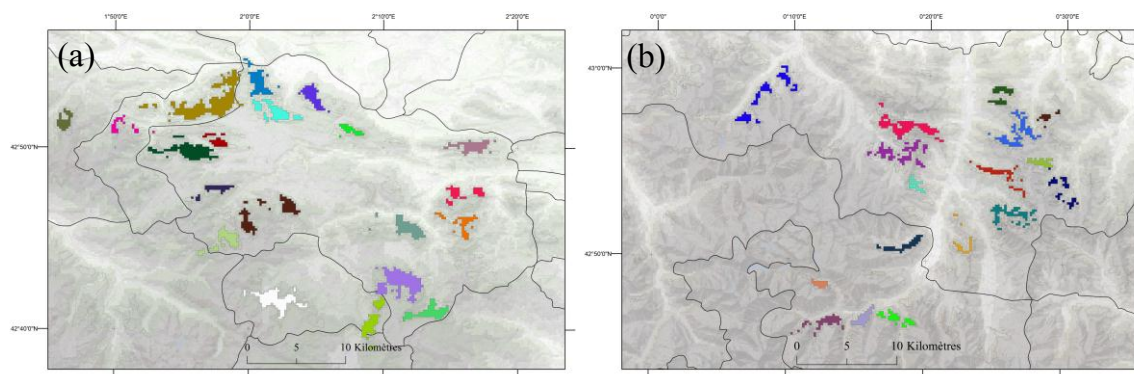 1°50'0"E 2°0'0"E 2°10'0"E 2°20'0"E
(a)
42°50'0"N
42°40'0"N
0 5 10 Kilomètres
0°0'0" 0°10'0"E 0°20'0"E 0°30'0"E
(b)
43°0'0"N
42°50'0"N
0 5 10 Kilomètres